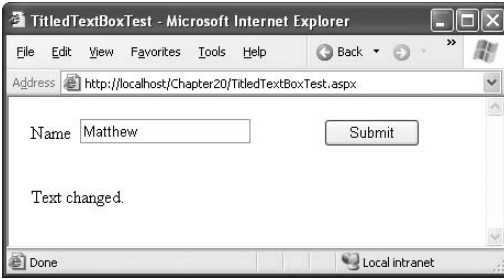 TitledTextBoxTest - Microsoft Internet Explorer
File Edit View Favorites Tools Help Back »
Address http://localhost/Chapter20/TitledTextBoxTest.aspx
Name Matthew Submit
Text changed.
Done Local intranet